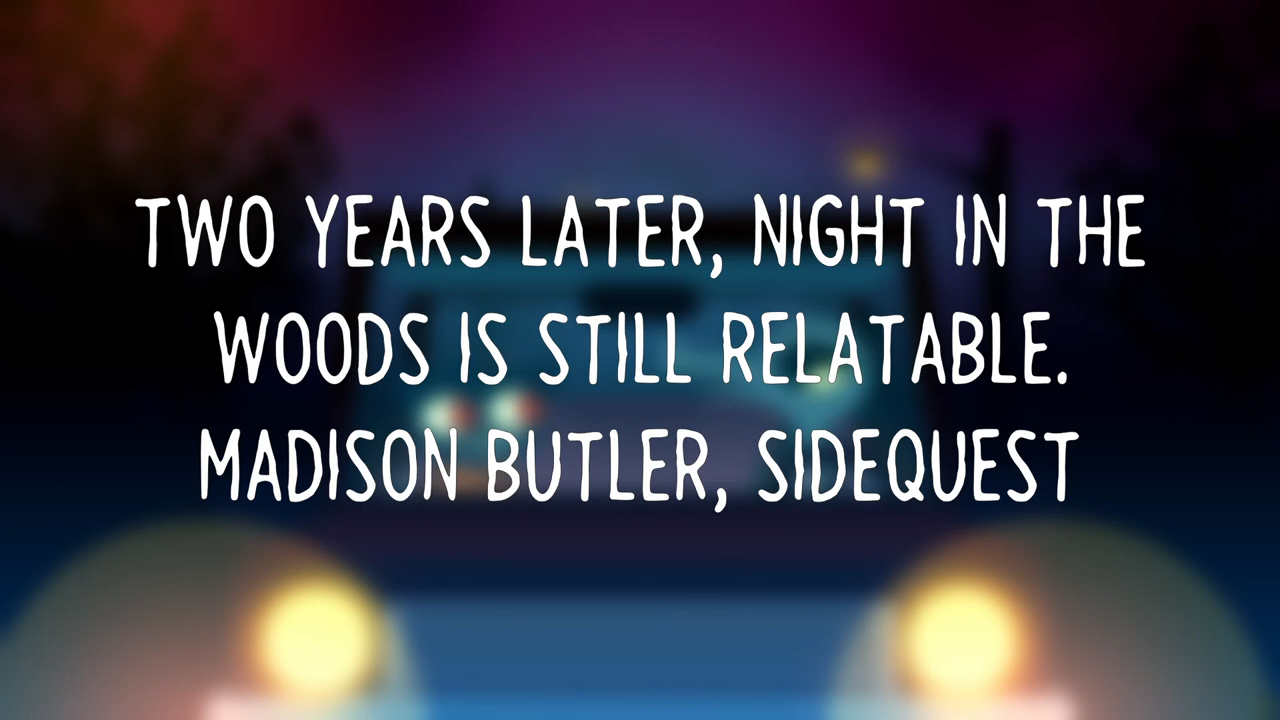 TWO YEARS LATER, NIGHT IN THE
WOODS IS STILL RELATABLE.
MADISON BUTLER, SIDEQUEST